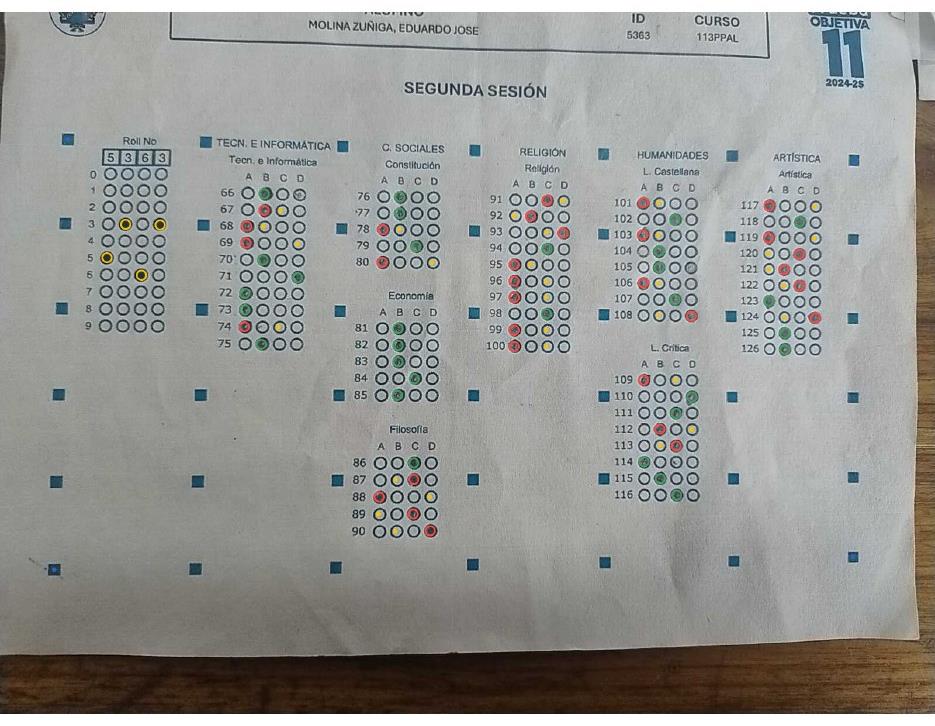 MOLINA ZUÑIGA, EDUARDO JOSE
ID
5363
CURSO
113PPAL
OBJETIVA
11
2024-25
SEGUNDA SESIÓN
Roll No
5 3 6 3
0
1
2
3
4
5
6
7
8
9
TECN. E INFORMÁTICA
Tecn. e Informática
A B C D
66
67
68
69
70
71
72
73
74
75
C. SOCIALES
Constitución
A B C D
76
77
78
79
80
Economía
A B C D
81
82
83
84
85
Filosofía
A B C D
86
87
88
89
90
RELIGIÓN
Religión
A B C D
91
92
93
94
95
96
97
98
99
100
HUMANIDADES
L. Castellana
A B C D
101
102
103
104
105
106
107
108
L. Crítica
A B C D
109
110
111
112
113
114
115
116
ARTÍSTICA
Artística
A B C D
117
118
119
120
121
122
123
124
125
126